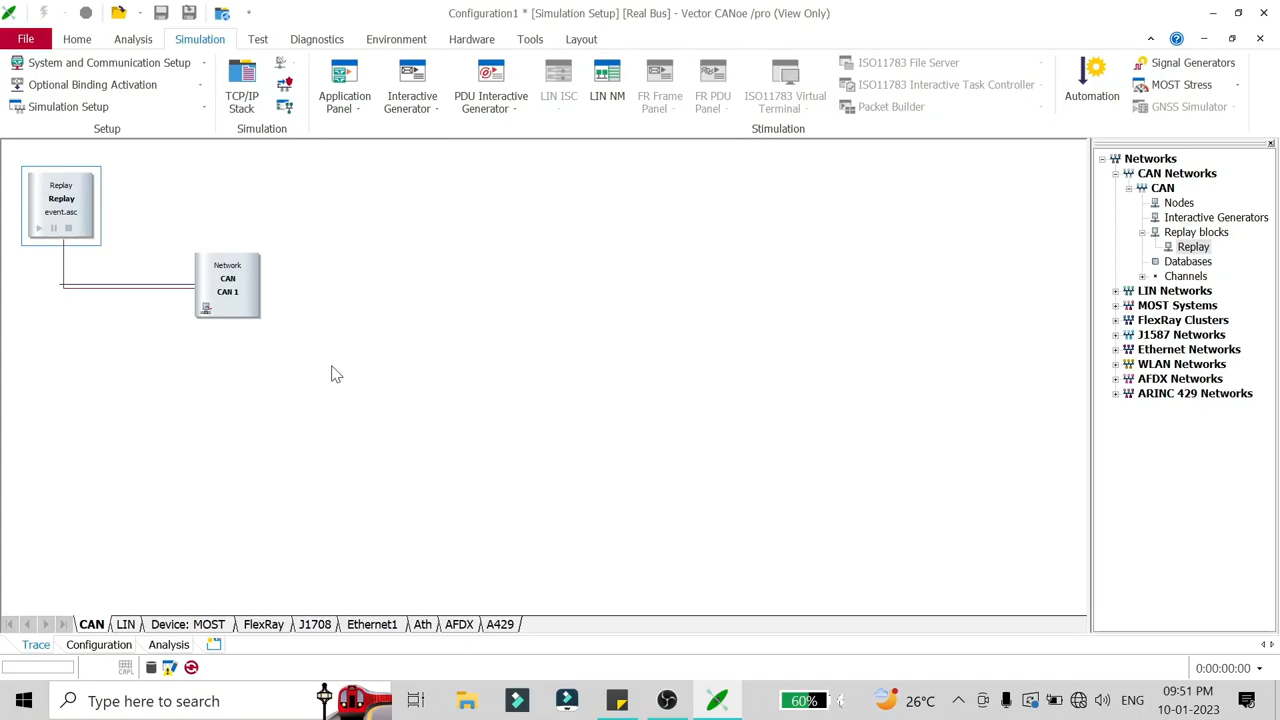 Configuration1 * [Simulation Setup] [Real Bus] - Vector CANoe /pro (View Only)
File Home Analysis Simulation Test Diagnostics Environment Hardware Tools Layout
System and Communication Setup
Optional Binding Activation
Simulation Setup
Setup
TCP/IP
Stack
Simulation
Application
Panel
Interactive
Generator
PDU Interactive
Generator
LIN ISC
LIN NM
FR Frame
Panel
FR PDU
Panel
ISO11783 Virtual
Terminal
ISO11783 File Server
ISO11783 Interactive Task Controller
Packet Builder
Stimulation
Automation
Signal Generators
MOST Stress
GNSS Simulator
Replay
Replay
event.asc
Network
CAN
CAN 1
Networks
CAN Networks
CAN
Nodes
Interactive Generators
Replay blocks
Replay
Databases
Channels
LIN Networks
MOST Systems
FlexRay Clusters
J1587 Networks
Ethernet Networks
WLAN Networks
AFDX Networks
ARINC 429 Networks
CAN LIN Device: MOST FlexRay J1708 Ethernet1 Ath AFDX A429
Trace Configuration Analysis
CAPL
0:00:00:00
Type here to search
60%
26°C
ENG
09:51 PM
10-01-2023